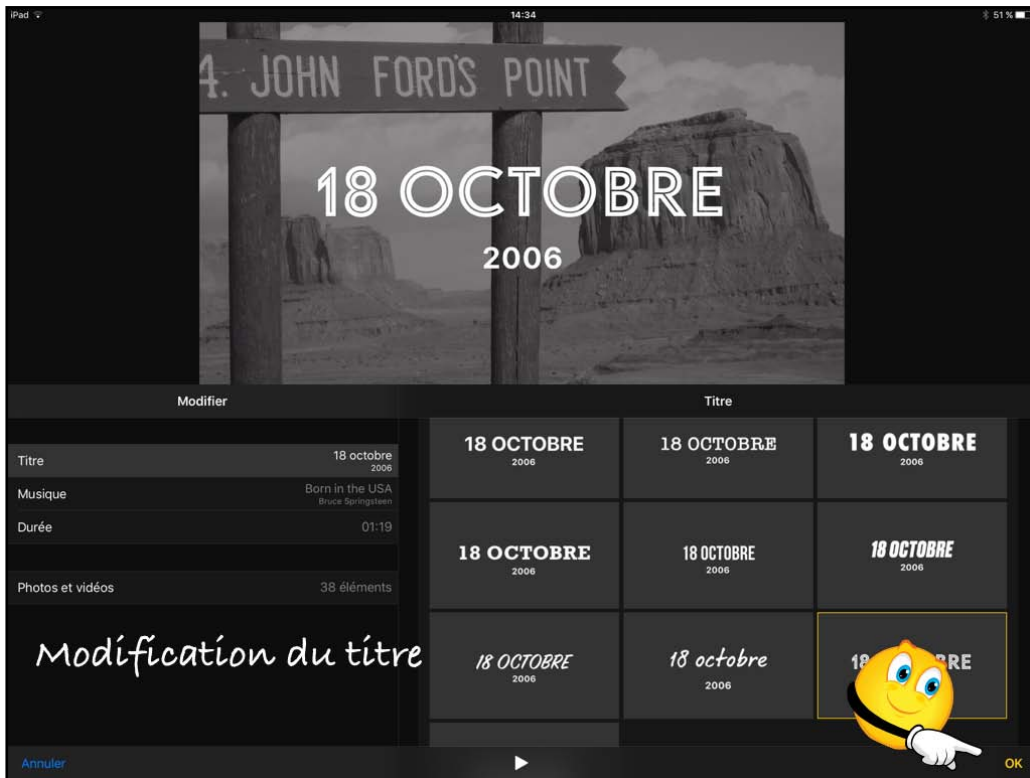 iPad
14:34
51 %
4. JOHN FORD'S POINT
18 OCTOBRE
2006
Modifier
Titre
Titre
18 octobre
2006
Musique
Born in the USA
Bruce Springsteen
Durée
01:19
Photos et vidéos
38 éléments
Modification du titre
18 OCTOBRE
2006
18 OCTOBRE
2006
18 OCTOBRE
2006
18 OCTOBRE
2006
18 OCTOBRE
2006
18 OCTOBRE
2006
18 OCTOBRE
2006
18 octobre
2006
Annuler
OK